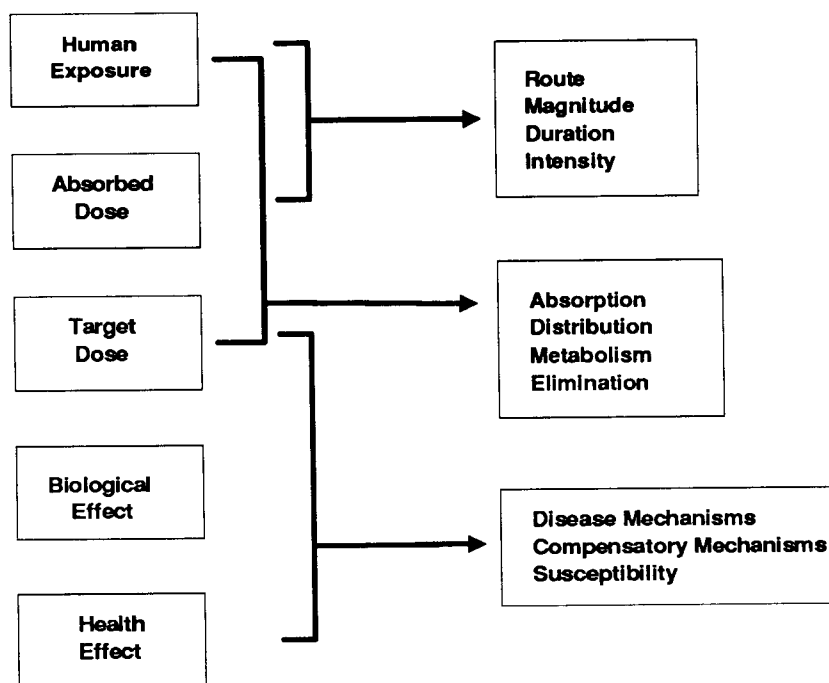 Human
Exposure
Absorbed
Dose
Target
Dose
Biological
Effect
Health
Effect
Route
Magnitude
Duration
Intensity
Absorption
Distribution
Metabolism
Elimination
Disease Mechanisms
Compensatory Mechanisms
Susceptibility